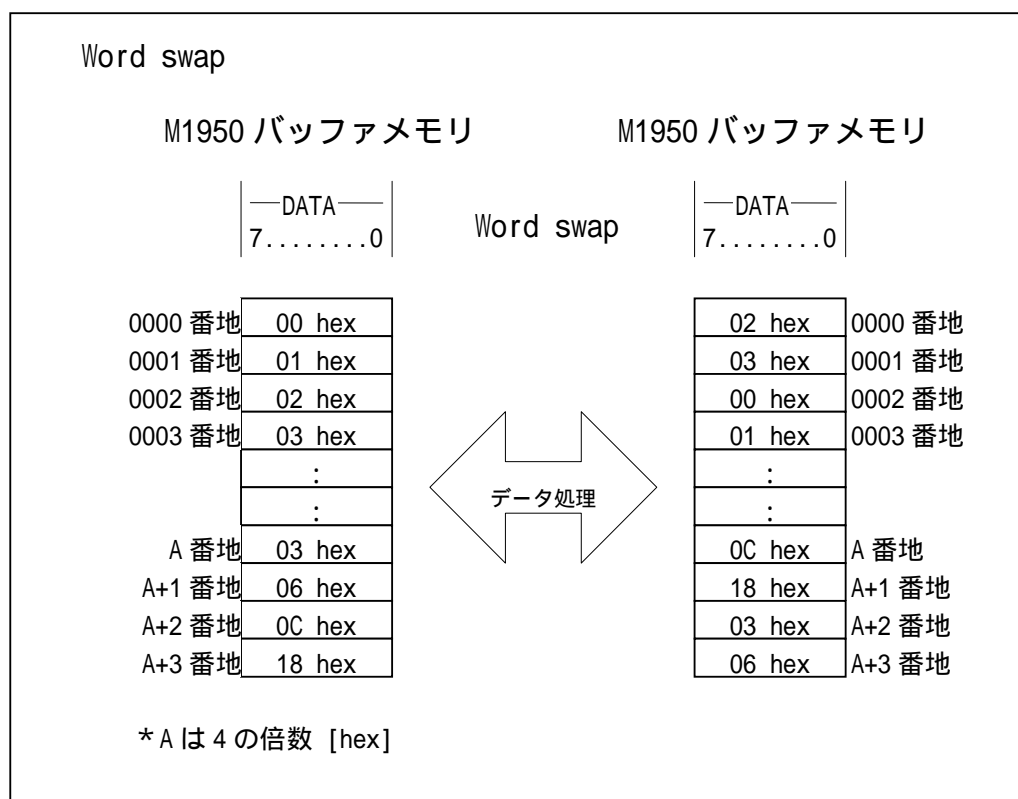 Word swap
M1950 バッファメモリ M1950 バッファメモリ
DATA DATA
7........0 Word swap 7........0
0000 番地 00 hex 02 hex 0000 番地
0001 番地 01 hex 03 hex 0001 番地
0002 番地 02 hex 00 hex 0002 番地
0003 番地 03 hex 01 hex 0003 番地
: :
データ処理
: :
A 番地 03 hex 0C hex A 番地
A+1 番地 06 hex 18 hex A+1 番地
A+2 番地 0C hex 03 hex A+2 番地
A+3 番地 18 hex 06 hex A+3 番地
*A は 4 の倍数 [hex]